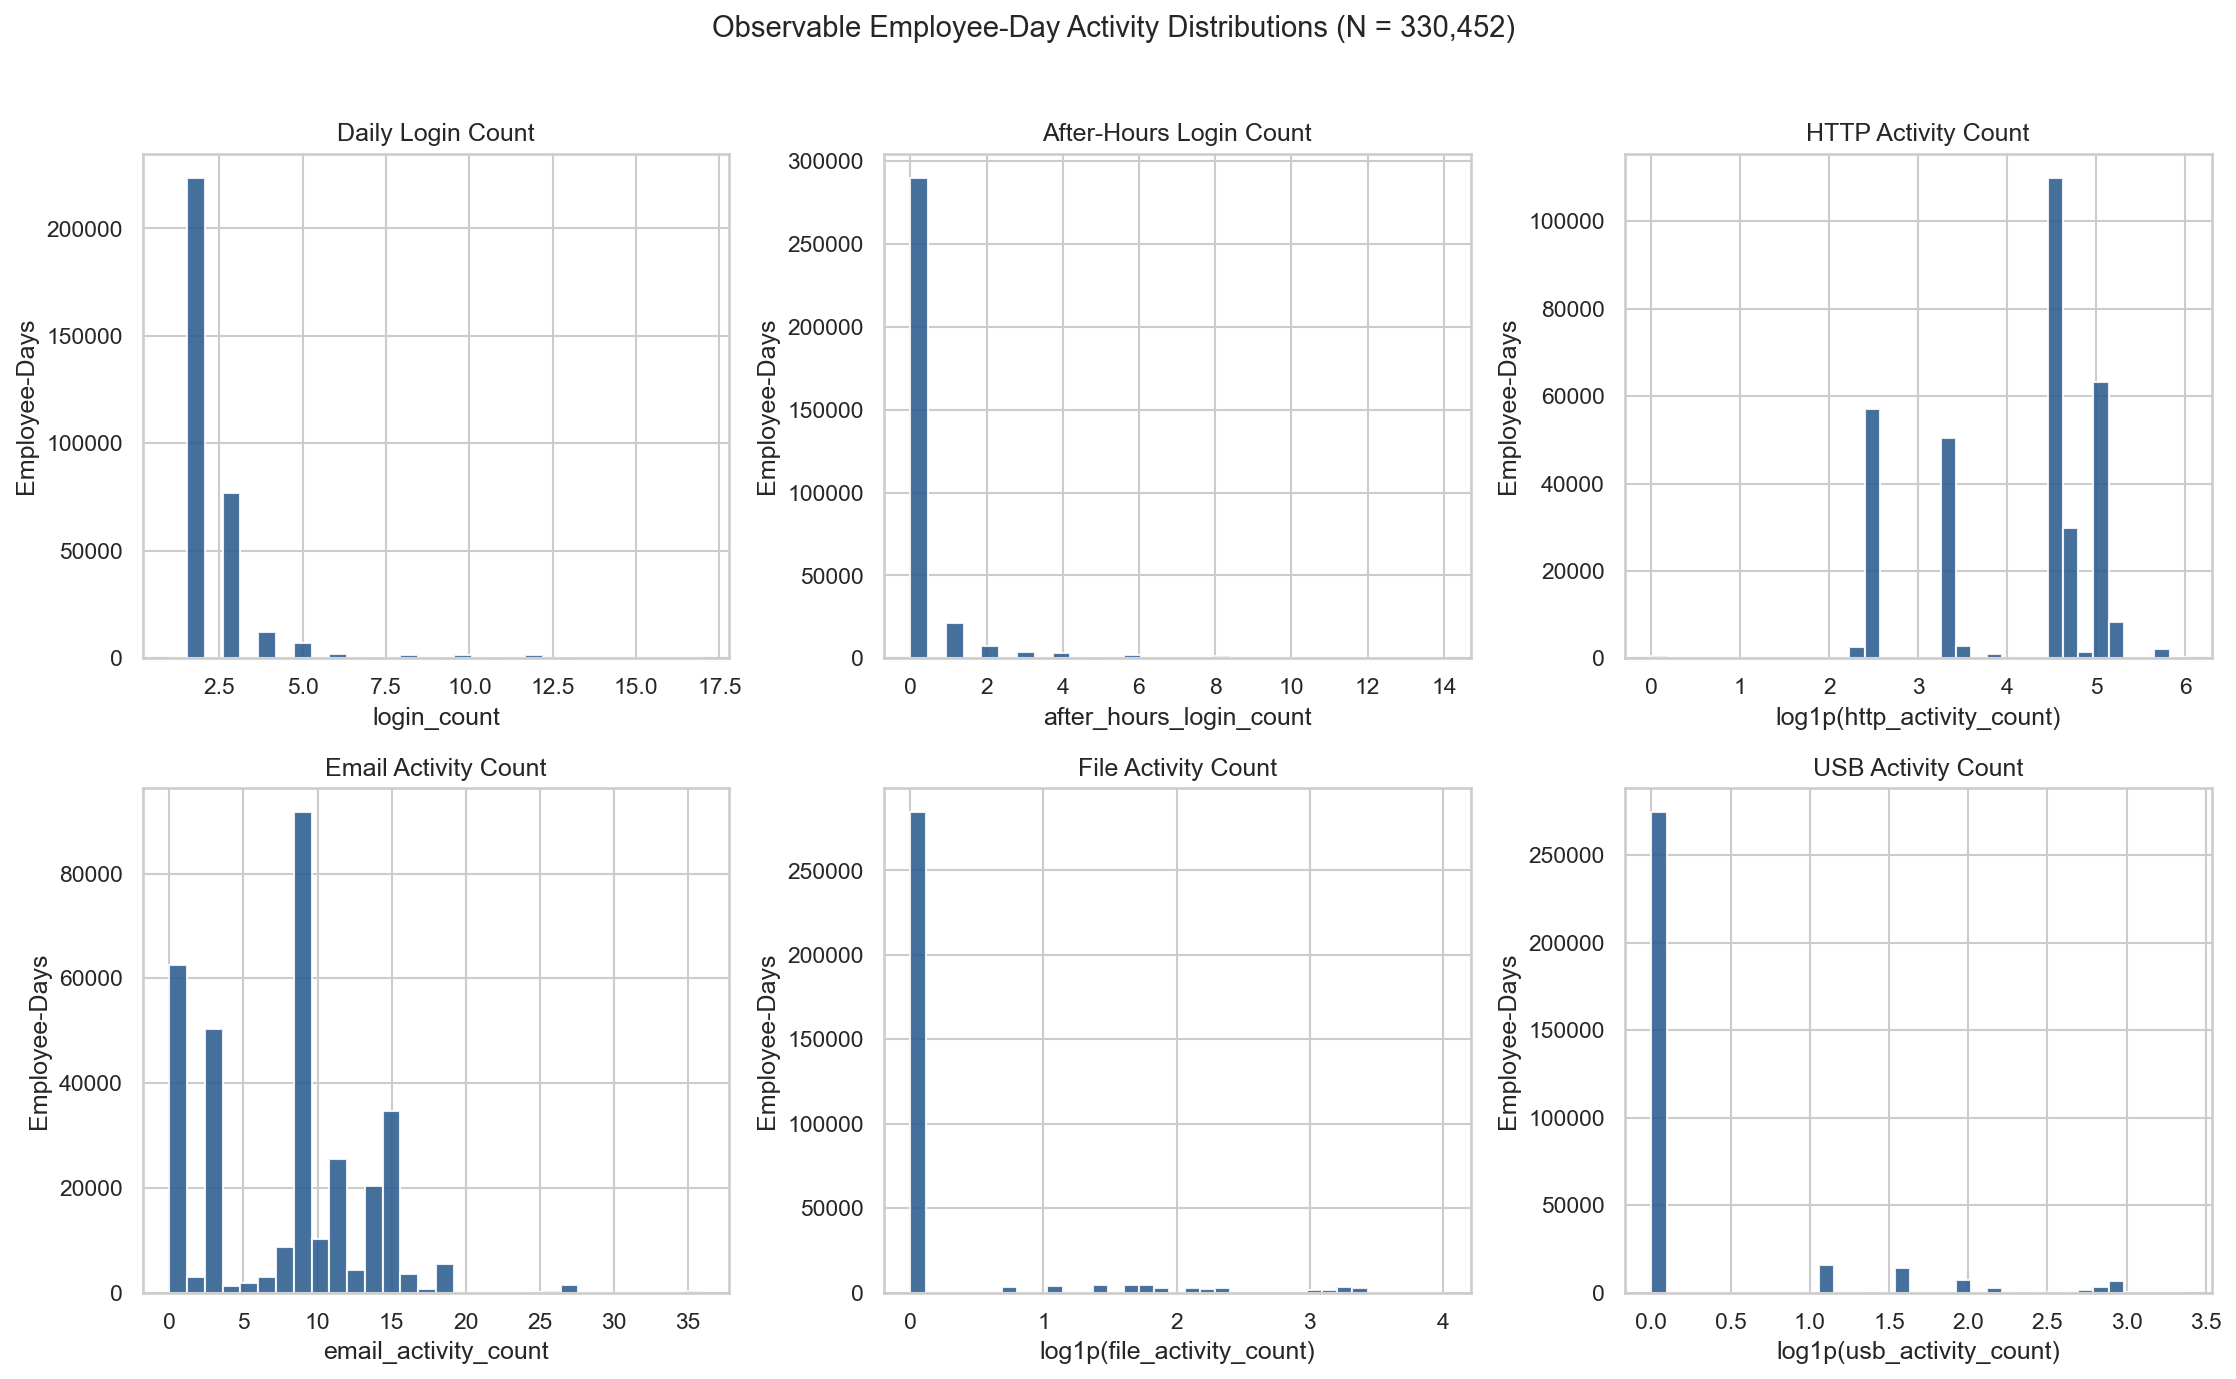 Observable Employee-Day Activity Distributions (N = 330,452)
Daily Login Count
Employee-Days
200000
150000
100000
50000
0
2.5 5.0 7.5 10.0 12.5 15.0 17.5
login_count
After-Hours Login Count
Employee-Days
300000
250000
200000
150000
100000
50000
0
0 2 4 6 8 10 12 14
after_hours_login_count
HTTP Activity Count
Employee-Days
100000
80000
60000
40000
20000
0
0 1 2 3 4 5 6
log1p(http_activity_count)
Email Activity Count
Employee-Days
80000
60000
40000
20000
0
0 5 10 15 20 25 30 35
email_activity_count
File Activity Count
Employee-Days
250000
200000
150000
100000
50000
0
0 1 2 3 4
log1p(file_activity_count)
USB Activity Count
Employee-Days
250000
200000
150000
100000
50000
0
0.0 0.5 1.0 1.5 2.0 2.5 3.0 3.5
log1p(usb_activity_count)